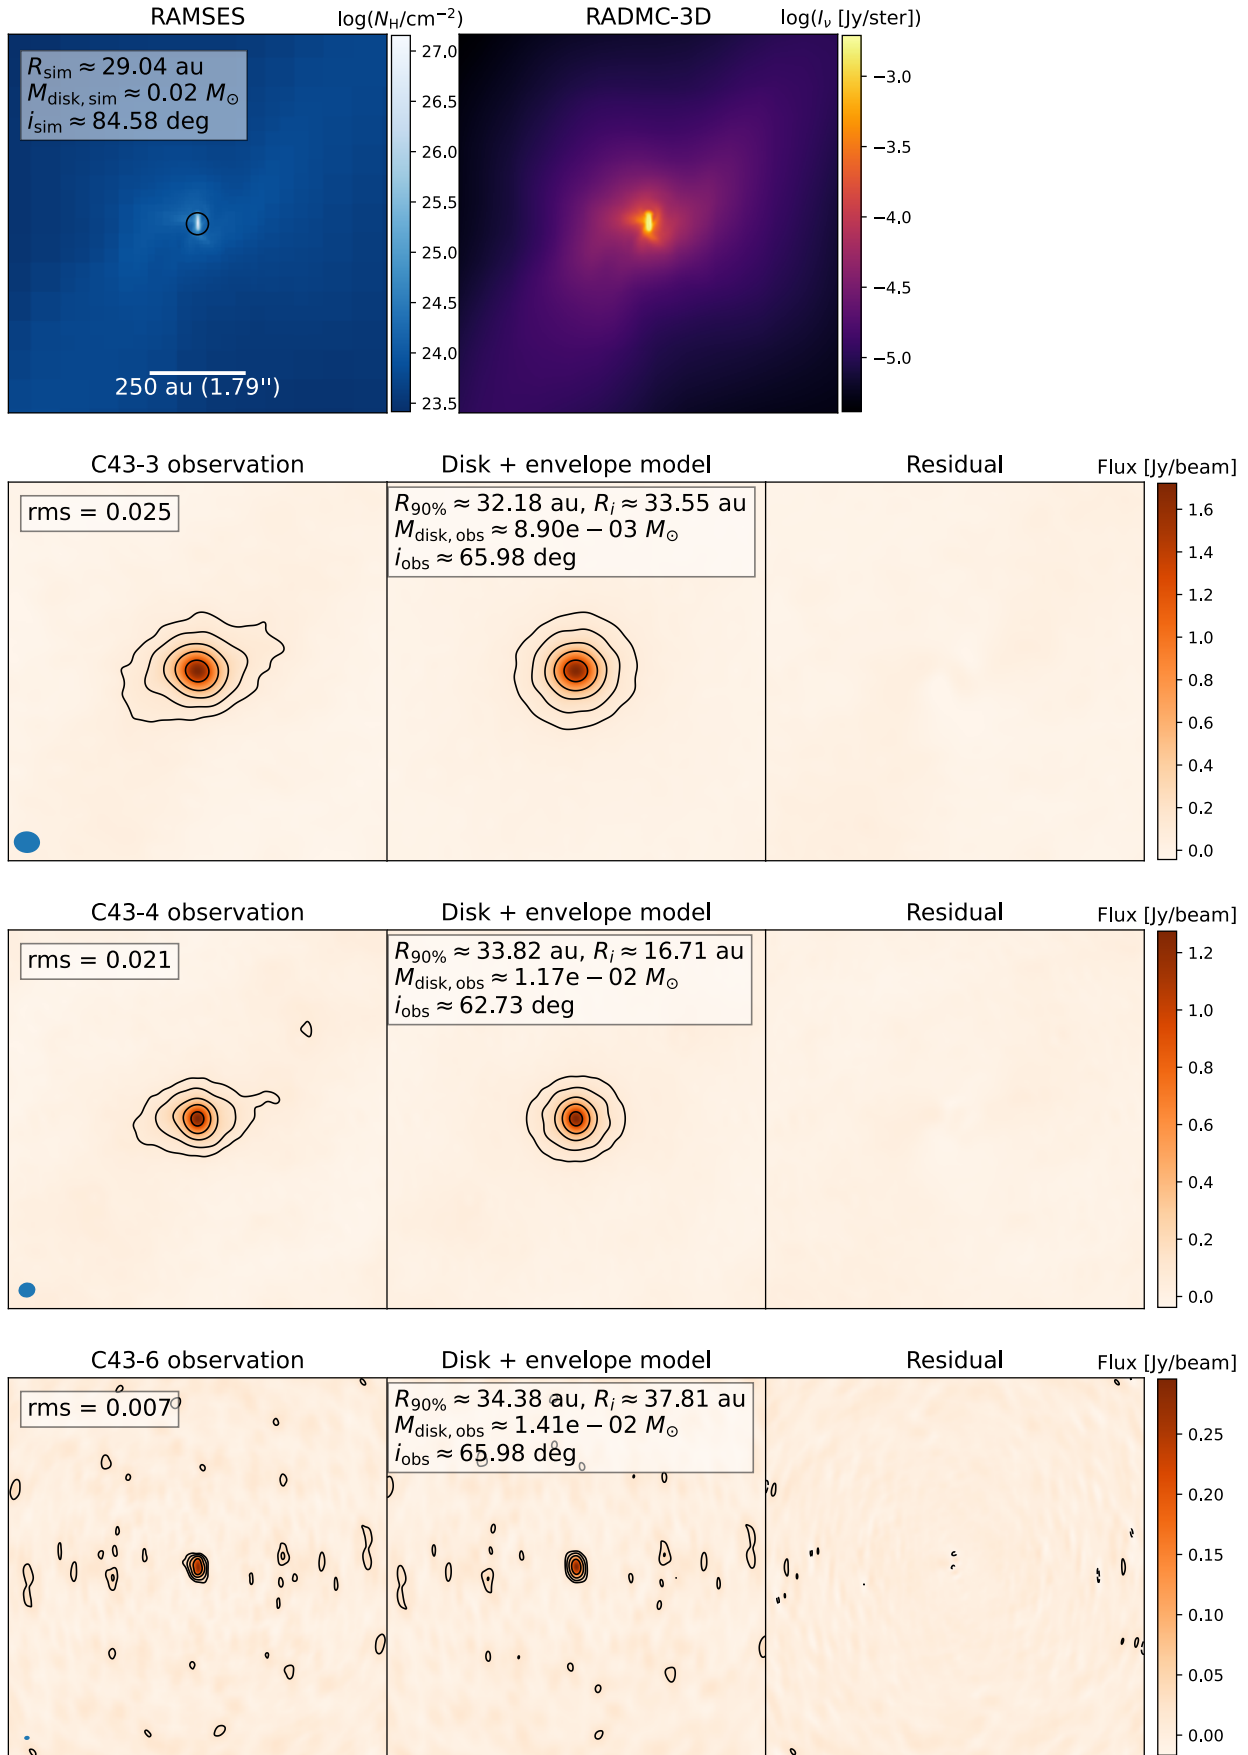 RAMSES
log(N_H/cm⁻²)
RADMC-3D
log(I_ν [Jy/ster])
R_sim ≈ 29.04 au
M_disk, sim ≈ 0.02 M_⊙
i_sim ≈ 84.58 deg
250 au (1.79'')
27.0
26.5
26.0
25.5
25.0
24.5
24.0
23.5
−3.0
−3.5
−4.0
−4.5
−5.0
C43-3 observation
Disk + envelope model
Residual
Flux [Jy/beam]
rms = 0.025
R_90% ≈ 32.18 au, R_i ≈ 33.55 au
M_disk, obs ≈ 8.90e − 03 M_⊙
i_obs ≈ 65.98 deg
1.6
1.4
1.2
1.0
0.8
0.6
0.4
0.2
0.0
C43-4 observation
Disk + envelope model
Residual
Flux [Jy/beam]
rms = 0.021
R_90% ≈ 33.82 au, R_i ≈ 16.71 au
M_disk, obs ≈ 1.17e − 02 M_⊙
i_obs ≈ 62.73 deg
1.2
1.0
0.8
0.6
0.4
0.2
0.0
C43-6 observation
Disk + envelope model
Residual
Flux [Jy/beam]
rms = 0.007
R_90% ≈ 34.38 au, R_i ≈ 37.81 au
M_disk, obs ≈ 1.41e − 02 M_⊙
i_obs ≈ 65.98 deg
0.25
0.20
0.15
0.10
0.05
0.00